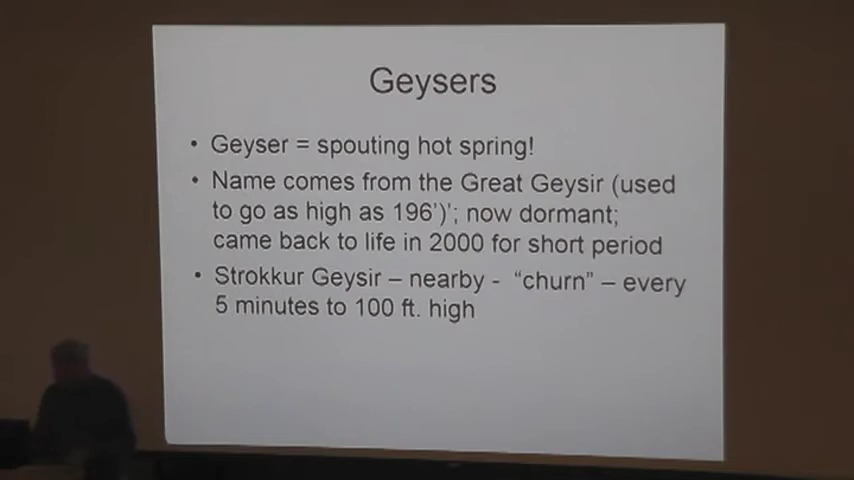 Geysers
• Geyser = spouting hot spring!
• Name comes from the Great Geysir (used
to go as high as 196’)’; now dormant;
came back to life in 2000 for short period
• Strokkur Geysir – nearby - “churn” – every
5 minutes to 100 ft. high